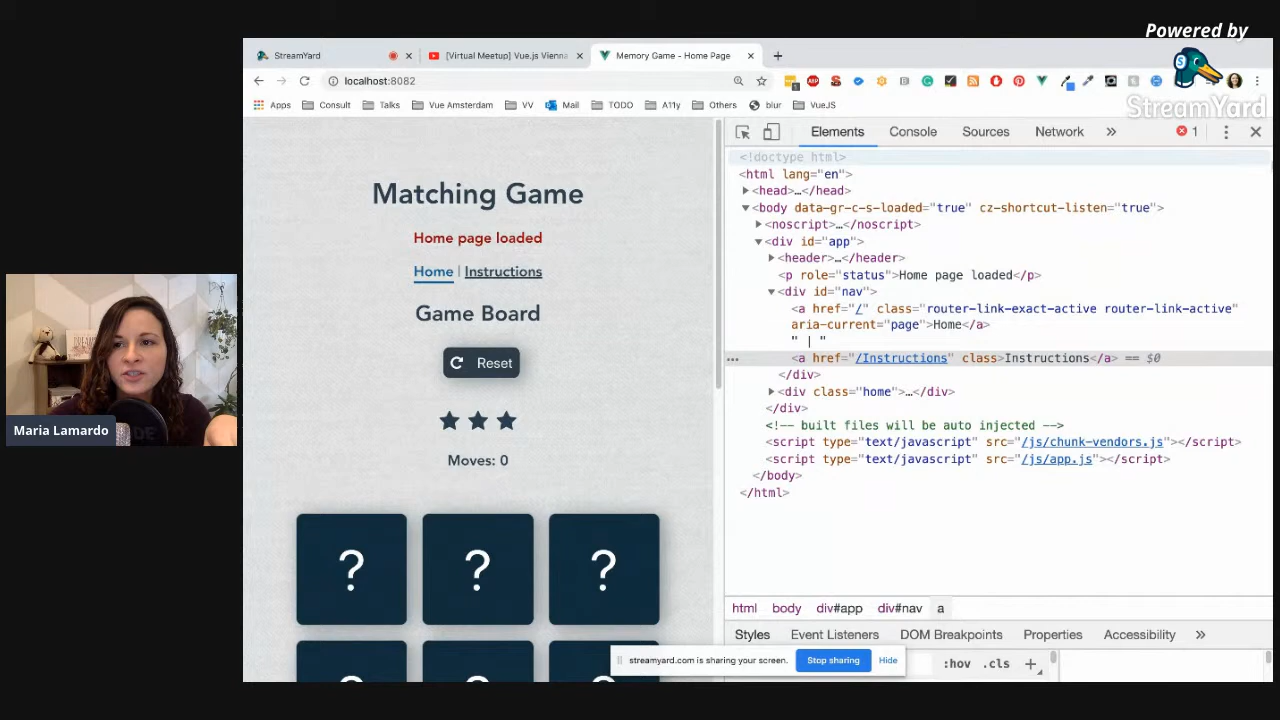 Powered by
StreamYard
StreamYard
[Virtual Meetup] Vue.js Vienna
Memory Game - Home Page
localhost:8082
Apps Consult Talks Vue Amsterdam VV Mail TODO A11y Others blur VueJS
Matching Game
Home page loaded
Home | Instructions
Game Board
Reset
Moves: 0
? ? ?
Elements Console Sources Network » 1
<!doctype html>
<html lang="en">
<head>…</head>
<body data-gr-c-s-loaded="true" cz-shortcut-listen="true">
<noscript>…</noscript>
<div id="app">
<header>…</header>
<p role="status">Home page loaded</p>
<div id="nav">
<a href="/" class="router-link-exact-active router-link-active"
aria-current="page">Home</a>
" | "
<a href="/Instructions" class>Instructions</a> == $0
</div>
<div class="home">…</div>
</div>
<!-- built files will be auto injected -->
<script type="text/javascript" src="/js/chunk-vendors.js"></script>
<script type="text/javascript" src="/js/app.js"></script>
</body>
</html>
html body div#app div#nav a
Styles Event Listeners DOM Breakpoints Properties Accessibility »
:hov .cls +
streamyard.com is sharing your screen. Stop sharing Hide
Maria Lamardo